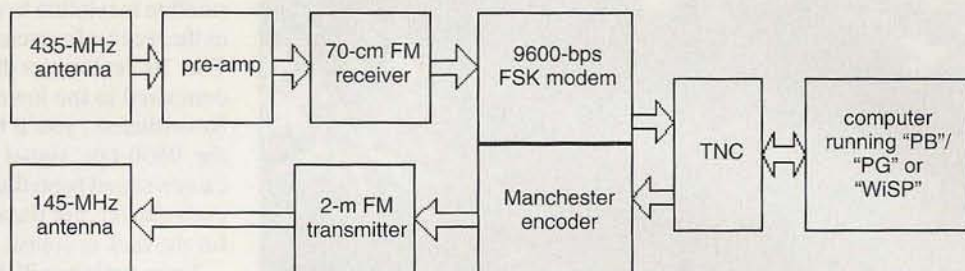 435-MHz
antenna
pre-amp
70-cm FM
receiver
9600-bps
FSK modem
TNC
computer
running "PB"/
"PG" or
"WiSP"
145-MHz
antenna
2-m FM
transmitter
Manchester
encoder